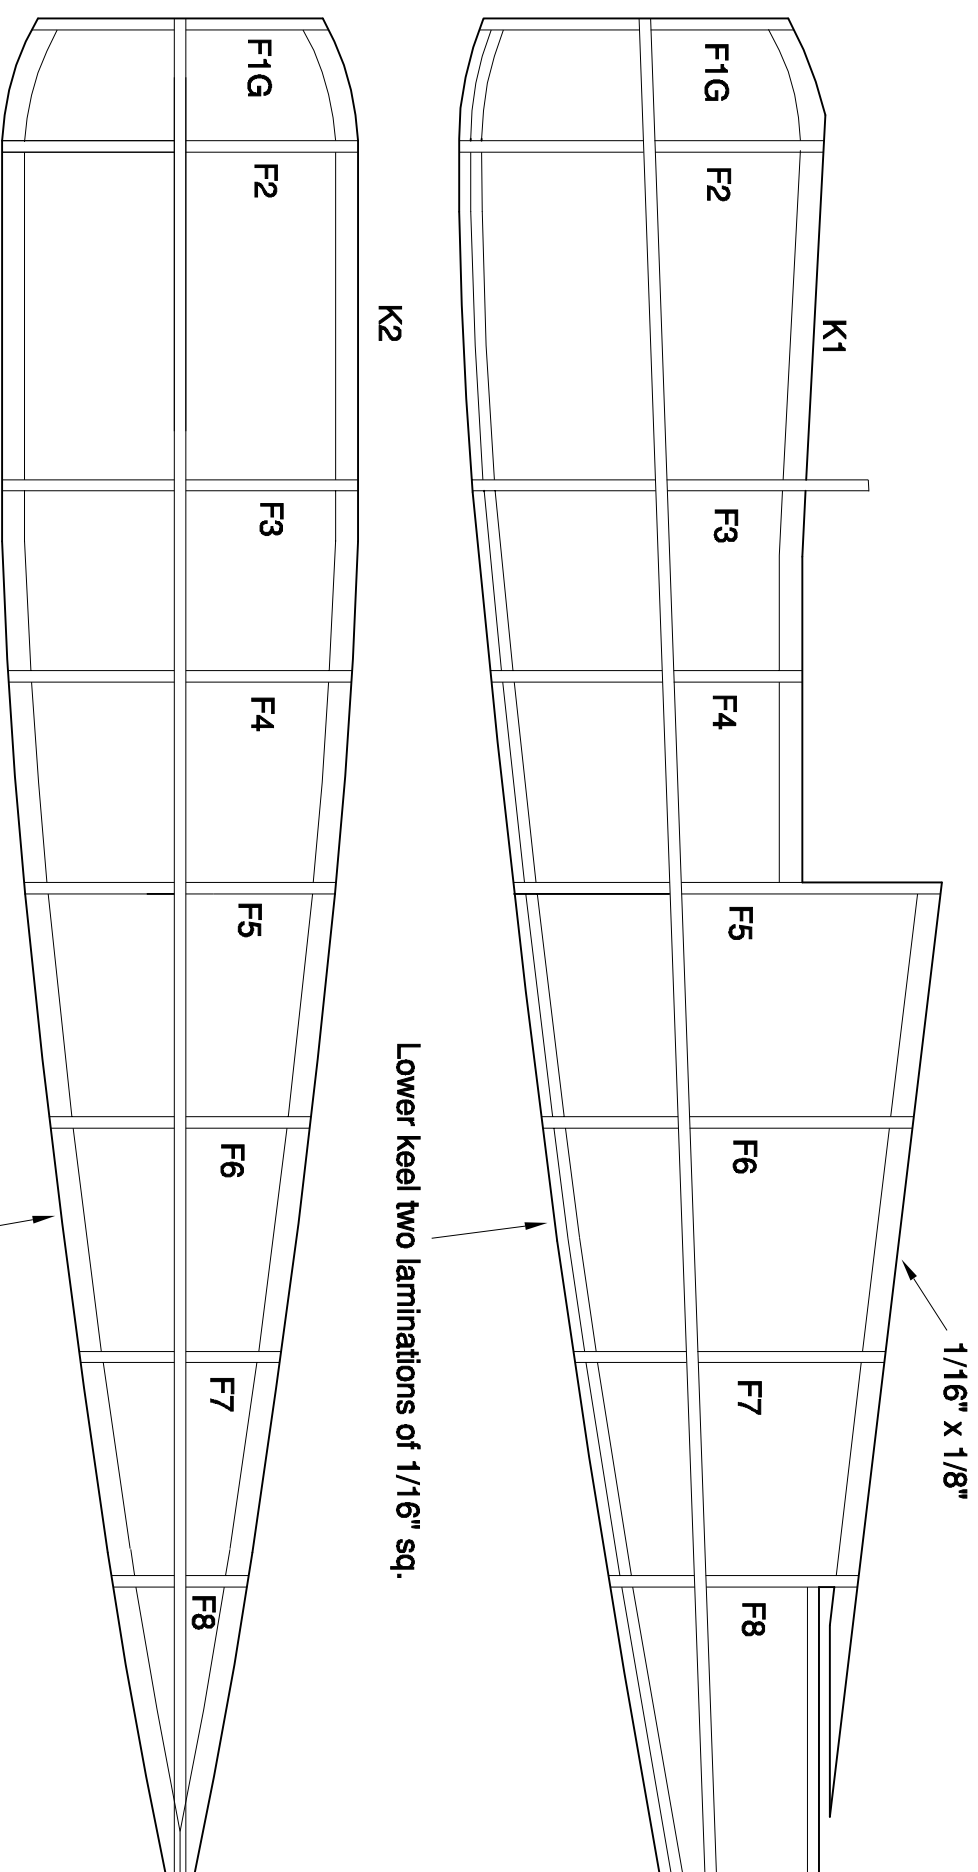 1/16" x 1/8"
K1
F1G F2 F3 F4 F5 F6 F7 F8
Lower keel two laminations of 1/16" sq.
K2
F1G F2 F3 F4 F5 F6 F7 F8